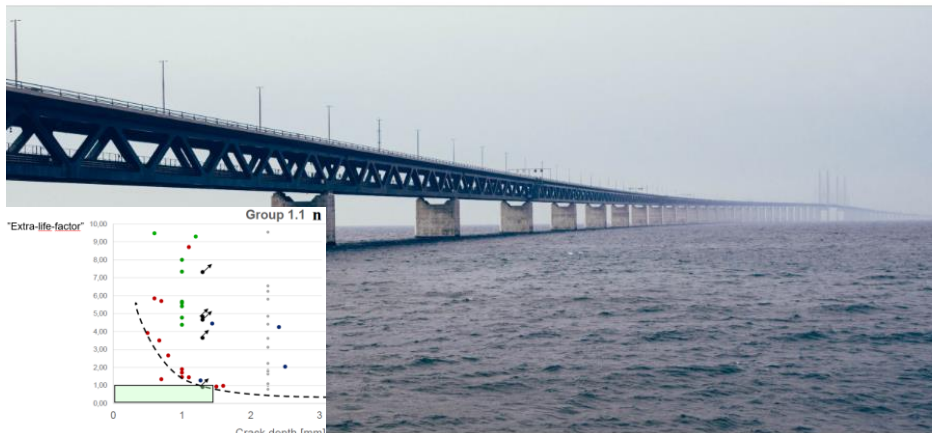 Group 1.1 n
"Extra-life-factor"
10,00
9,00
8,00
7,00
6,00
5,00
4,00
3,00
2,00
1,00
0,00
0 1 2 3
Crack depth [mm]